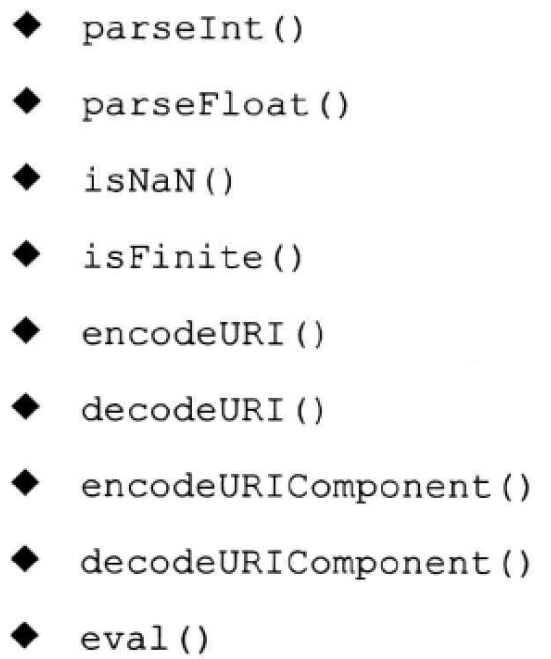 ◆ parseInt()
◆ parseFloat()
◆ isNaN()
◆ isFinite()
◆ encodeURI()
◆ decodeURI()
◆ encodeURIComponent()
◆ decodeURIComponent()
◆ eval()